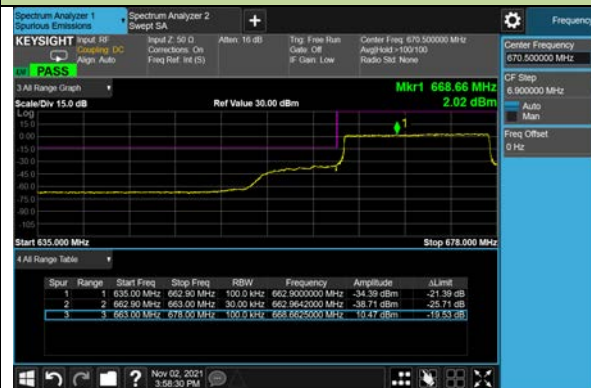 Spectrum Analyzer 1
Spurious Emissions
Spectrum Analyzer 2
Swept SA
+
Frequency
KEYSIGHT
Input: RF
Coupling: DC
Align: Auto
Input Z: 50 Ω
Corrections: On
Freq Ref: Int (S)
Atten: 16 dB
Trig: Free Run
Gate: Off
IF Gain: Low
Center Freq: 670.500000 MHz
Avg|Hold:>100/100
Radio Std: None
PASS
Center Frequency
670.500000 MHz
CF Step
6.900000 MHz
Auto
Man
Freq Offset
0 Hz
3 All Range Graph
Mkr1 668.66 MHz
2.02 dBm
Scale/Div 15.0 dB
Ref Value 30.00 dBm
Log
15.0
0.00
-15.0
-30.0
-45.0
-60.0
-75.0
-90.0
-105
1
Start 635.000 MHz
Stop 678.000 MHz
4 All Range Table
Spur Range Start Freq Stop Freq RBW Frequency Amplitude ΔLimit
1 1 635.00 MHz 662.90 MHz 100.0 kHz 662.9000000 MHz -34.39 dBm -21.39 dB
2 2 662.90 MHz 663.00 MHz 30.00 kHz 662.9642000 MHz -38.71 dBm -25.71 dB
3 3 663.00 MHz 678.00 MHz 100.0 kHz 668.6625000 MHz 10.47 dBm -19.53 dB
?
Nov 02, 2021
3:58:30 PM